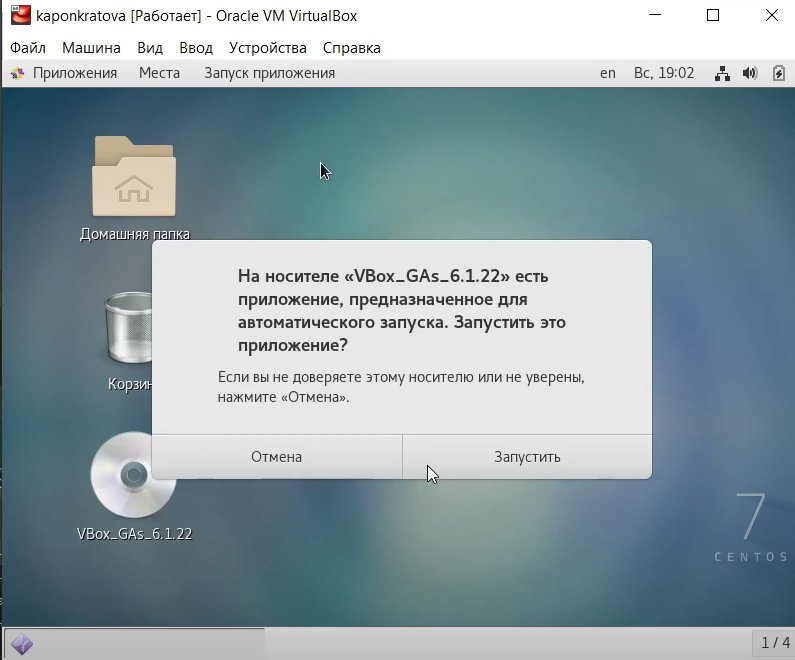 kaponkratova [Работает] - Oracle VM VirtualBox
Файл Машина Вид Ввод Устройства Справка
Приложения Места Запуск приложения en Вс, 19:02
Домашняя папка
На носителе «VBox_GAs_6.1.22» есть
приложение, предназначенное для
автоматического запуска. Запустить это
приложение?
Если вы не доверяете этому носителю или не уверены,
нажмите «Отмена».
Корзин
Отмена Запустить
VBox_GAs_6.1.22
7
CENTOS
1 / 4